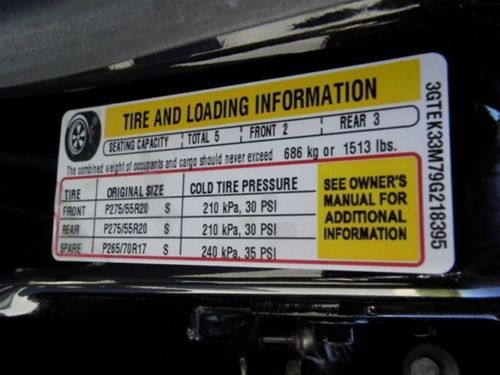 TIRE AND LOADING INFORMATION
SEATING CAPACITY TOTAL 5 FRONT 2 REAR 3
The combined weight of occupants and cargo should never exceed 686 kg or 1513 lbs.
TIRE ORIGINAL SIZE COLD TIRE PRESSURE
FRONT P275/55R20 S 210 kPa, 30 PSI
REAR P275/55R20 S 210 kPa, 30 PSI
SPARE P265/70R17 S 240 kPa, 35 PSI
SEE OWNER'S
MANUAL FOR
ADDITIONAL
INFORMATION
3GTEK33M79G218395